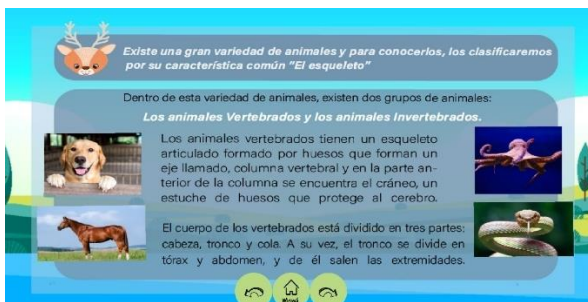 Existe una gran variedad de animales y para conocerlos, los clasificaremos
por su característica común "El esqueleto"
Dentro de esta variedad de animales, existen dos grupos de animales:
Los animales Vertebrados y los animales Invertebrados.
Los animales vertebrados tienen un esqueleto
articulado formado por huesos que forman un
eje llamado, columna vertebral y en la parte an-
terior de la columna se encuentra el cráneo, un
estuche de huesos que protege al cerebro.
El cuerpo de los vertebrados está dividido en tres partes:
cabeza, tronco y cola. A su vez, el tronco se divide en
tórax y abdomen, y de él salen las extremidades.
Menú